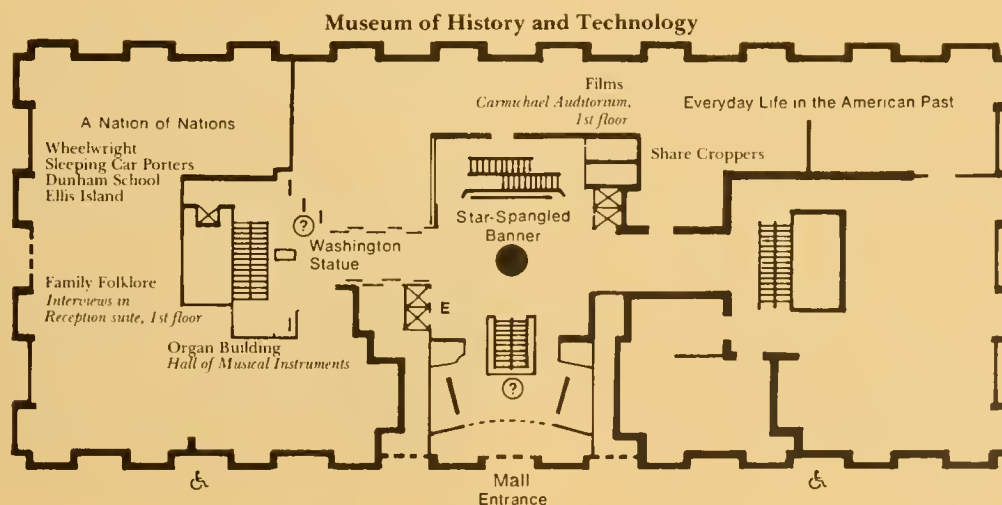 Museum of History and Technology
Films
Carmichael Auditorium,
1st floor
Everyday Life in the American Past
A Nation of Nations
Wheelwright
Sleeping Car Porters
Dunham School
Ellis Island
Share Croppers
Star-Spangled
Banner
?
Washington
Statue
Family Folklore
Interviews in
Reception suite, 1st floor
E
Organ Building
Hall of Musical Instruments
?
Mall
Entrance